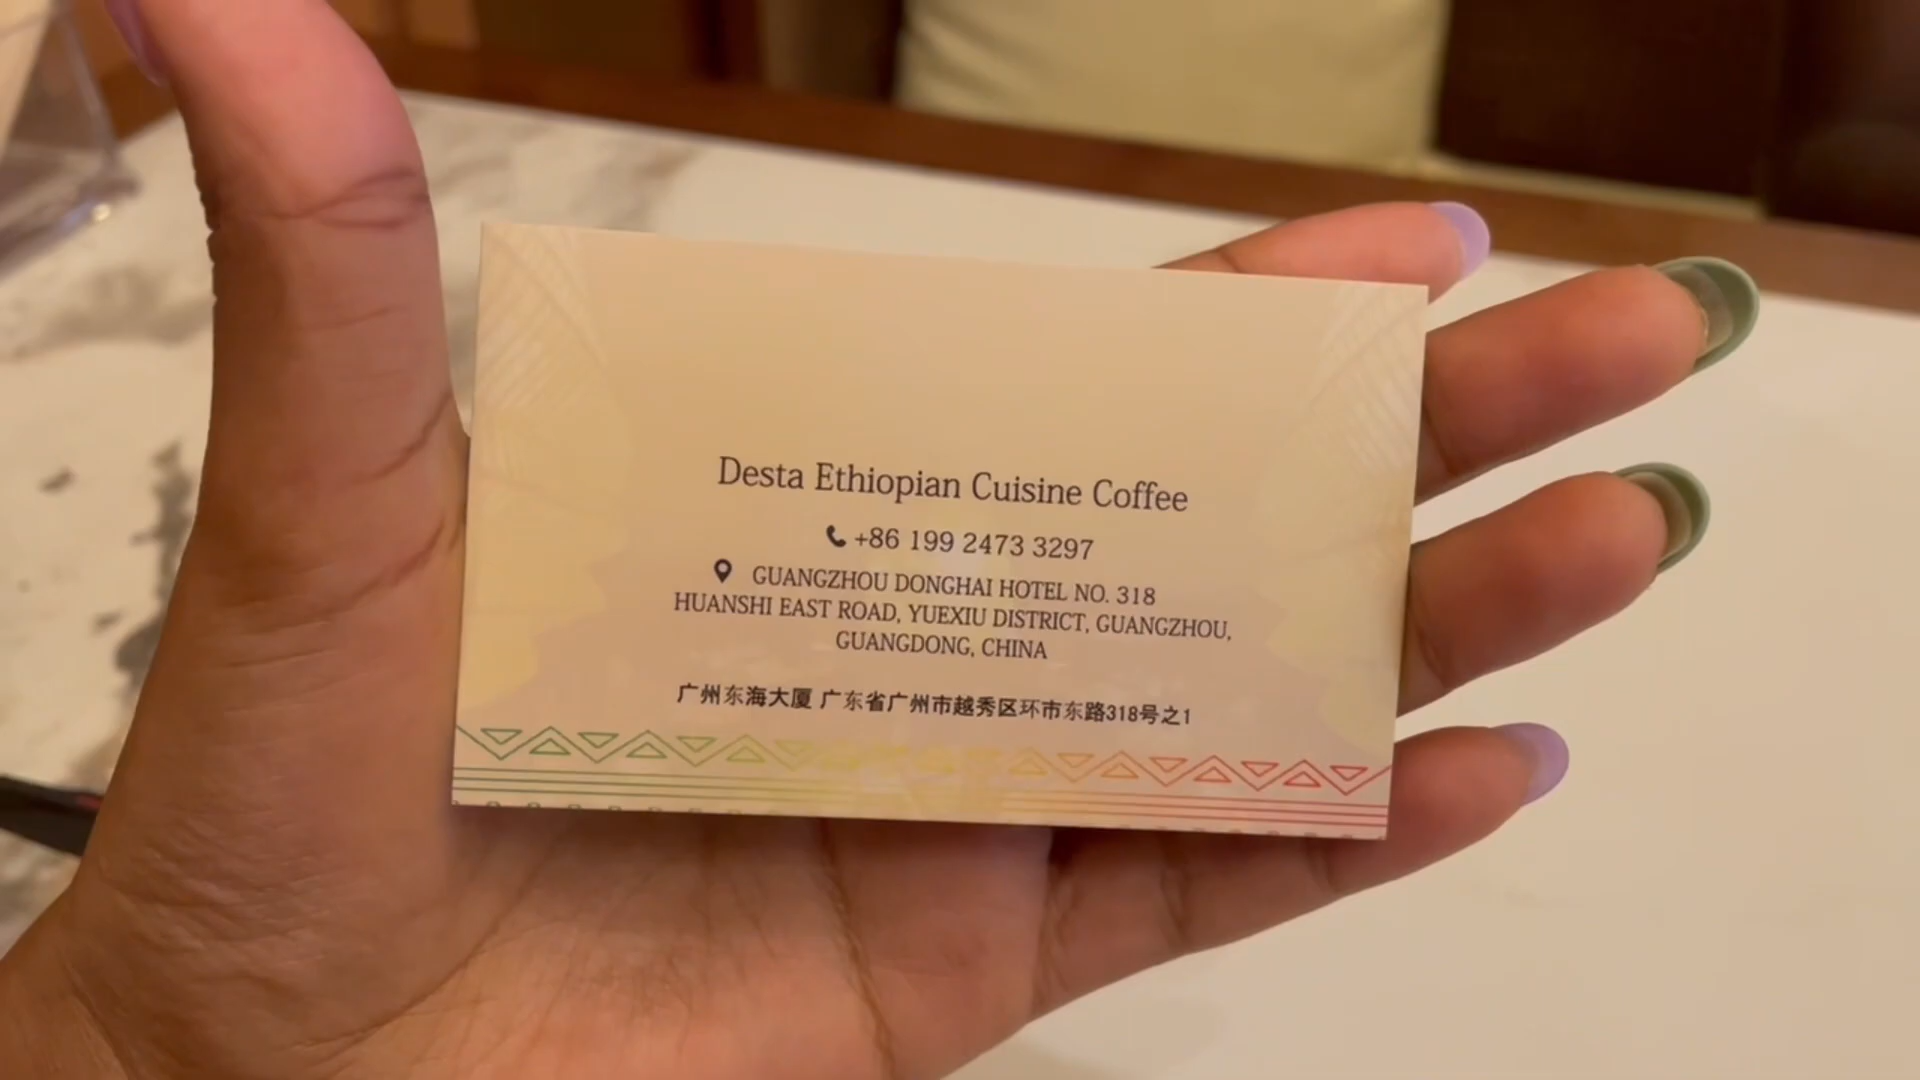 Desta Ethiopian Cuisine Coffee
+86 199 2473 3297
GUANGZHOU DONGHAI HOTEL NO. 318
HUANSHI EAST ROAD, YUEXIU DISTRICT, GUANGZHOU,
GUANGDONG, CHINA
广州东海大厦 广东省广州市越秀区环市东路318号之1